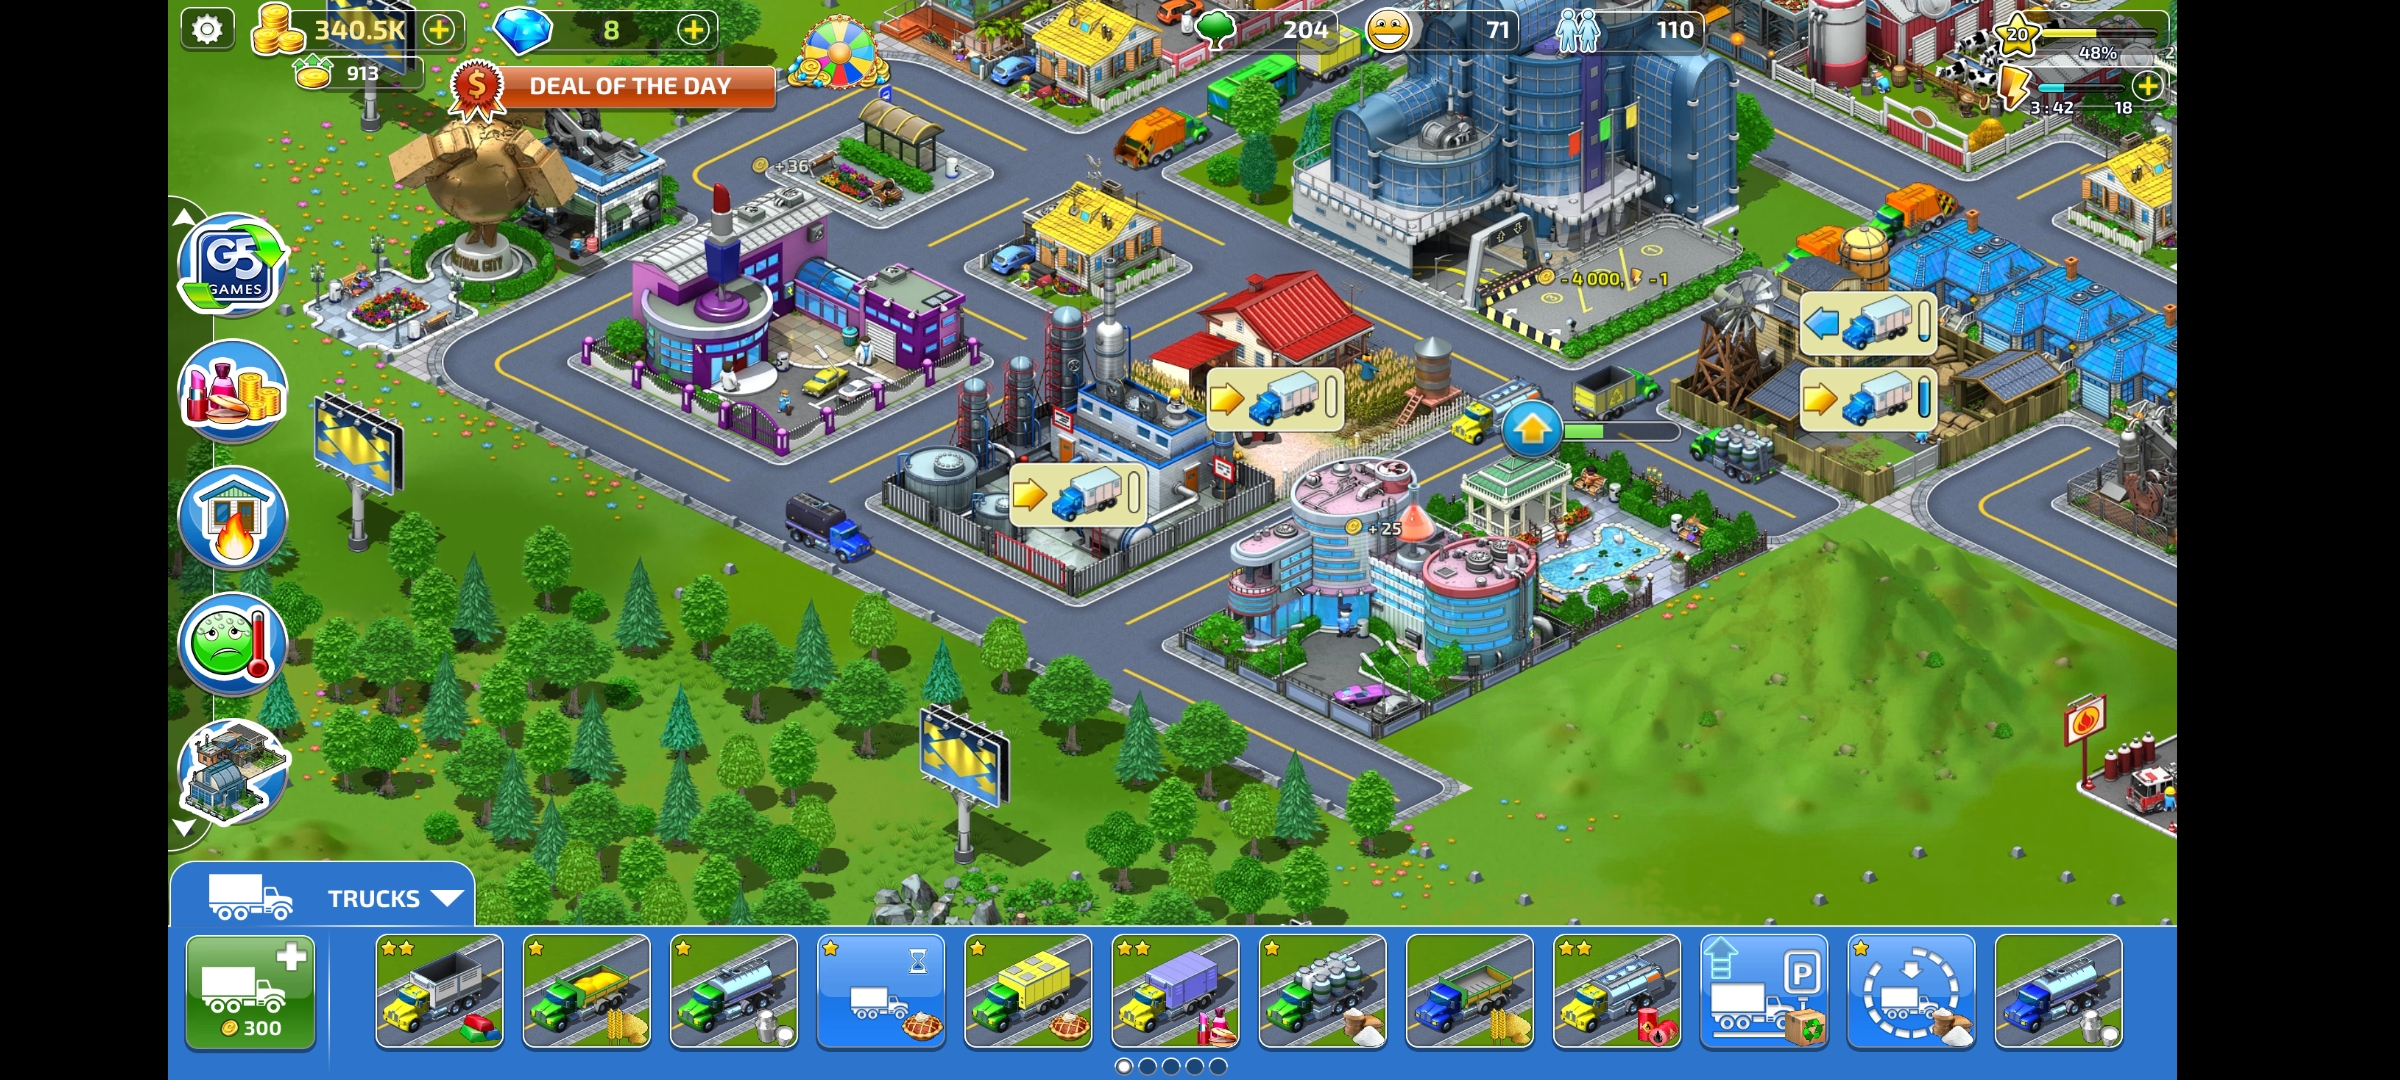 340.5K
8
204
71
110
20
48%
913
DEAL OF THE DAY
3:42
18
+36
G5
GAMES
-4 000, -1
+25
TRUCKS
300
P